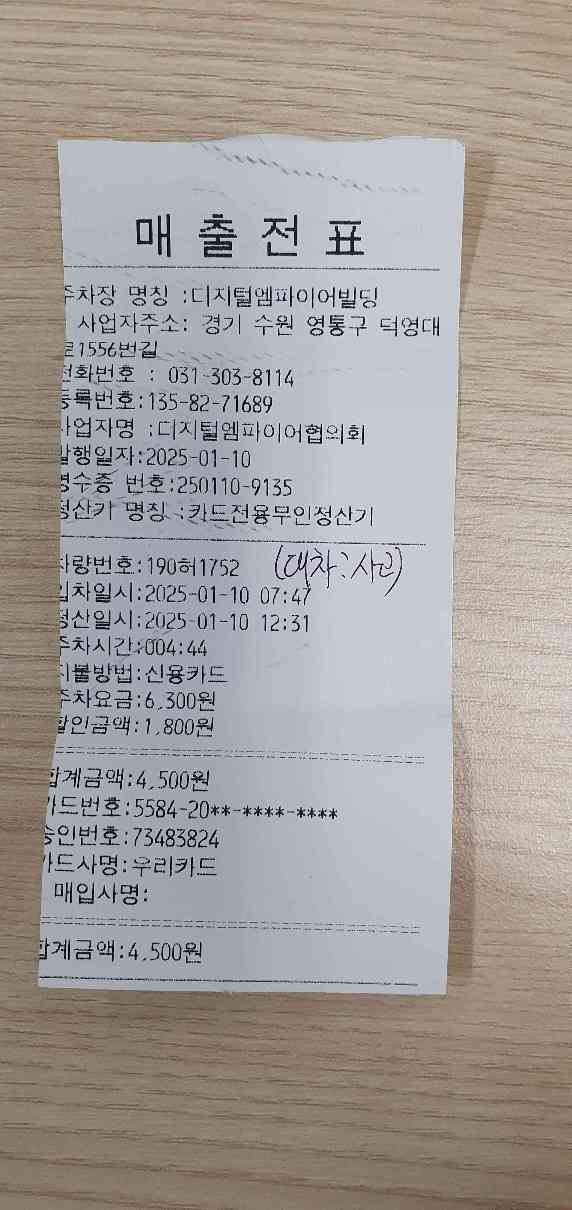 매 출 전 표
주차장 명칭 :디지털엠파이어빌딩
사업자주소: 경기 수원 영통구 덕영대
로1556번길
전화번호 : 031-303-8114
등록번호:135-82-71689
사업자명 :디지털엠파이어협의회
발행일자:2025-01-10
영수증 번호:250110-9135
정산기 명칭 :카드전용무인정산기
차량번호:190허1752 (대차:사고)
입차일시:2025-01-10 07:47
정산일시:2025-01-10 12:31
주차시간:004:44
지불방법:신용카드
주차요금:6,300원
할인금액:1,800원
합계금액:4,500원
카드번호:5584-20**-****-****
승인번호:73483824
카드사명:우리카드
매입사명:
합계금액:4,500원